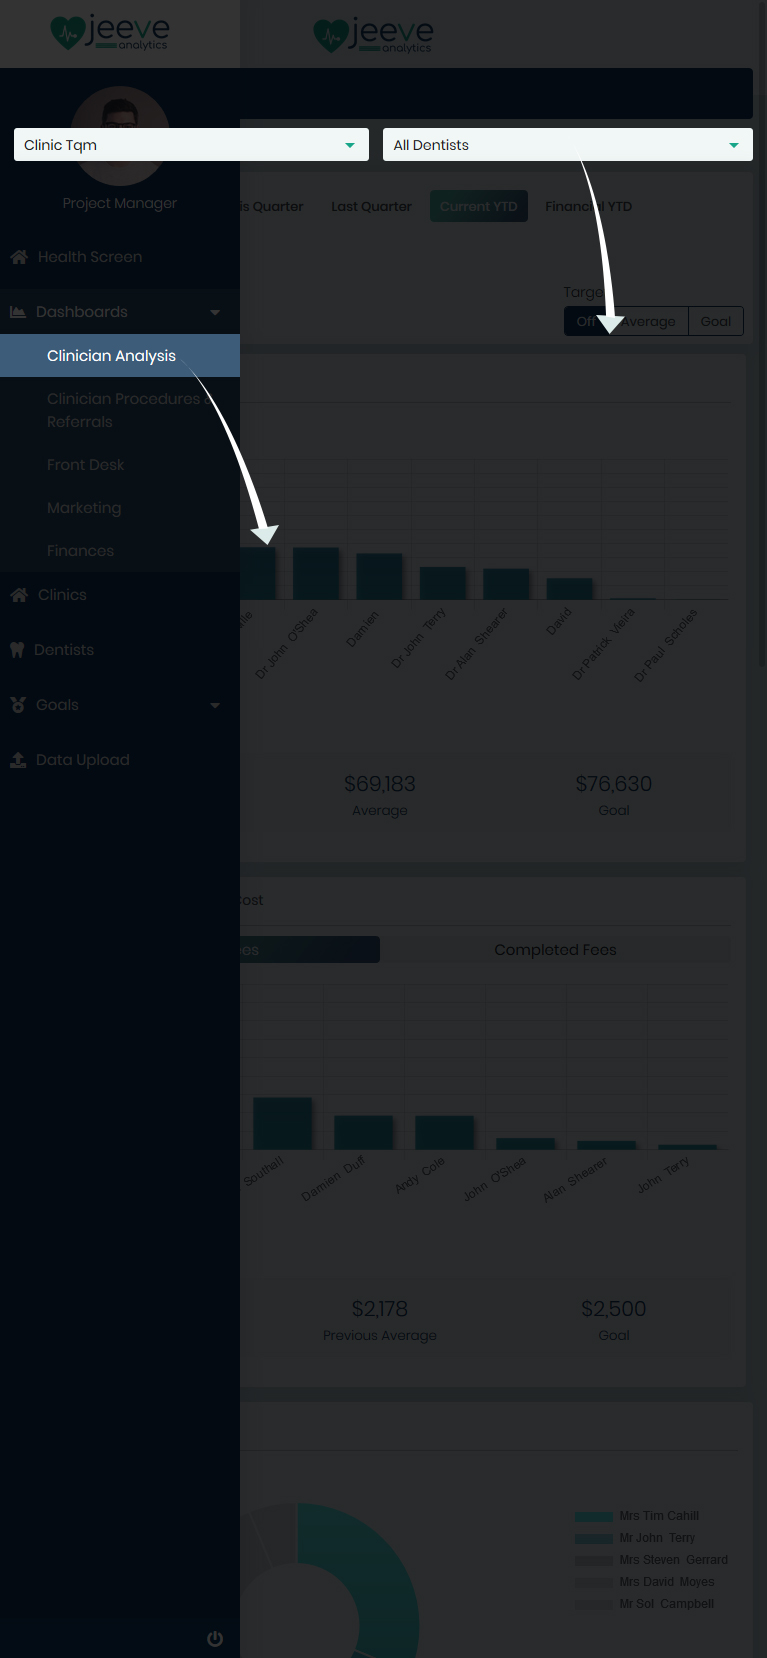 jeeve
analytics
jeeve
analytics
Clinic Tqm
All Dentists
Project Manager
is Quarter
Last Quarter
Current YTD
Financial YTD
Health Screen
Dashboards
Target
Off
Average
Goal
Clinician Analysis
Clinician Procedures &
Referrals
Front Desk
Marketing
Finances
Clinics
Dentists
Goals
Data Upload
Dr John O'Shea
Damien
Dr John Terry
Dr Alan Shearer
David
Dr Patrick Vieira
Dr Paul Scholes
$69,183
Average
$76,630
Goal
Cost
ees
Completed Fees
Southall
Damien Duff
Andy Cole
John O'Shea
Alan Shearer
John Terry
$2,178
Previous Average
$2,500
Goal
Mrs Tim Cahill
Mr John Terry
Mrs Steven Gerrard
Mrs David Moyes
Mr Sol Campbell